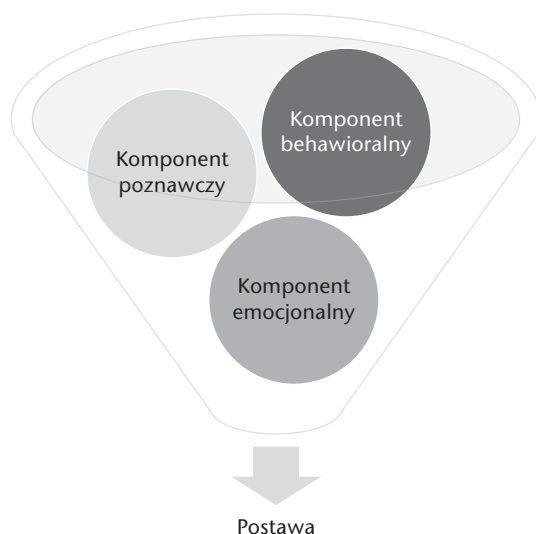 Komponent
behawioralny
Komponent
poznawczy
Komponent
emocjonalny
Postawa